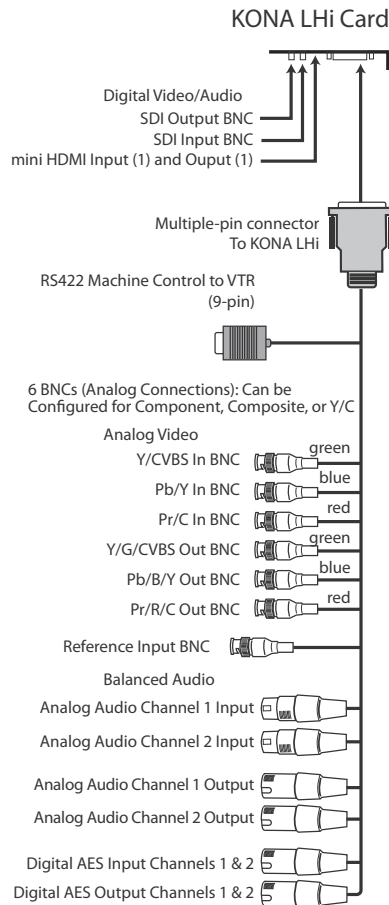 KONA LHi Card
Digital Video/Audio
SDI Output BNC
SDI Input BNC
mini HDMI Input (1) and Ouput (1)
Multiple-pin connector
To KONA LHi
RS422 Machine Control to VTR
(9-pin)
6 BNCs (Analog Connections): Can be
Configured for Component, Composite, or Y/C
Analog Video
Y/CVBS In BNC green
Pb/Y In BNC blue
Pr/C In BNC red
Y/G/CVBS Out BNC green
Pb/B/Y Out BNC blue
Pr/R/C Out BNC red
Reference Input BNC
Balanced Audio
Analog Audio Channel 1 Input
Analog Audio Channel 2 Input
Analog Audio Channel 1 Output
Analog Audio Channel 2 Output
Digital AES Input Channels 1 & 2
Digital AES Output Channels 1 & 2